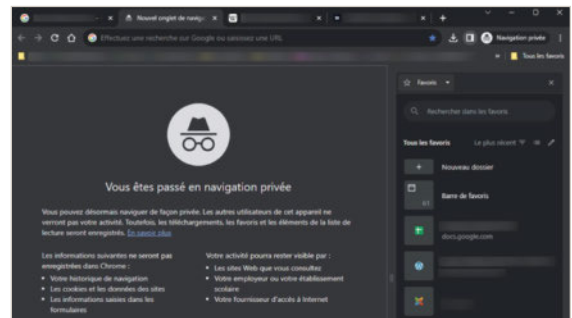 Nouvel onglet de navig
Effectuez une recherche sur Google ou saisissez une URL
Navigation privée
Tous les favoris
Favoris
Rechercher dans les favoris
Tous les favoris
Le plus récent
Nouveau dossier
Barre de favoris
docs.google.com
Vous êtes passé en navigation privée
Vous pouvez désormais naviguer de façon privée. Les autres utilisateurs de cet appareil ne
verront pas votre activité. Toutefois, les téléchargements, les favoris et les éléments de la liste de
lecture seront enregistrés. En savoir plus
Les informations suivantes ne seront pas
enregistrées dans Chrome :
• Votre historique de navigation
• Les cookies et les données des sites
• Les informations saisies dans les
formulaires
Votre activité pourra rester visible par :
• Les sites Web que vous consultez
• Votre employeur ou votre établissement
scolaire
• Votre fournisseur d'accès à Internet